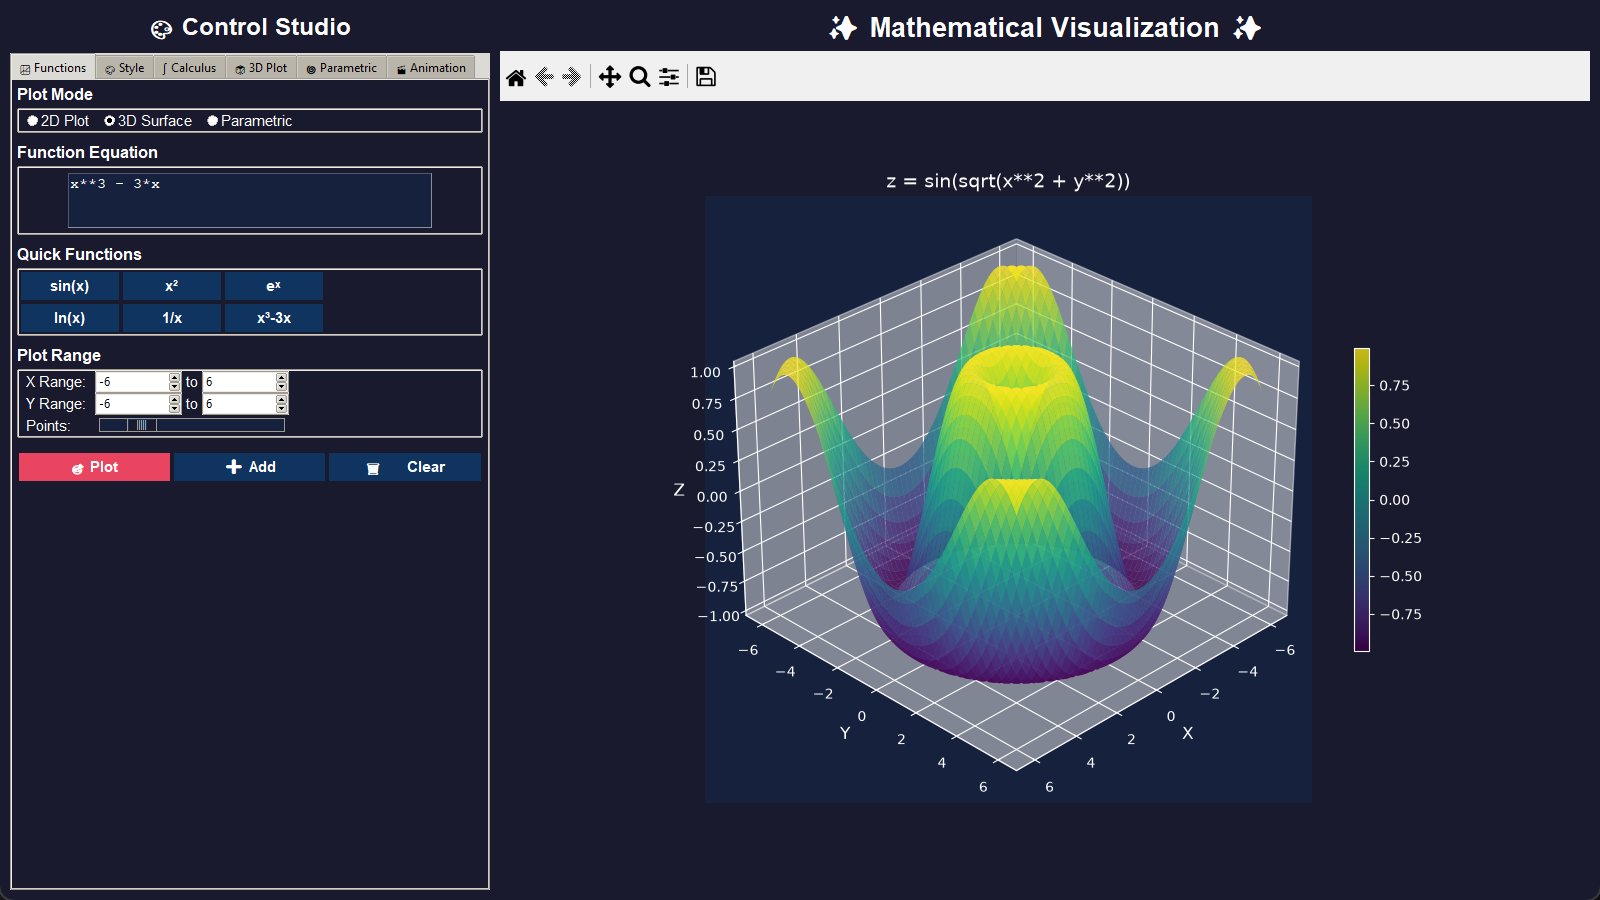 Control Studio
Mathematical Visualization
Functions Style ∫ Calculus 3D Plot Parametric Animation
Plot Mode
2D Plot 3D Surface Parametric
Function Equation
x**3 - 3*x
Quick Functions
sin(x) x² eˣ
ln(x) 1/x x³-3x
Plot Range
X Range: -6 to 6
Y Range: -6 to 6
Points:
Plot Add Clear
z = sin(sqrt(x**2 + y**2))
1.00
0.75
0.50
0.25
0.00
−0.25
−0.50
−0.75
−1.00
Z
−6
−4
−2
0
2
4
6
Y
−6
−4
−2
0
2
4
6
X
0.75
0.50
0.25
0.00
−0.25
−0.50
−0.75